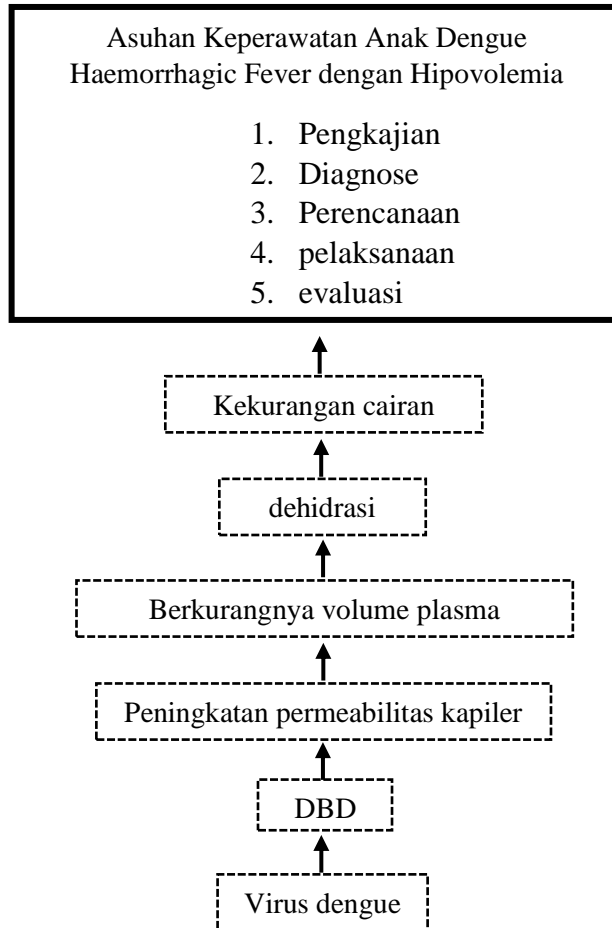 Asuhan Keperawatan Anak Dengue
Haemorrhagic Fever dengan Hipovolemia
1. Pengkajian
2. Diagnose
3. Perencanaan
4. pelaksanaan
5. evaluasi
Kekurangan cairan
dehidrasi
Berkurangnya volume plasma
Peningkatan permeabilitas kapiler
DBD
Virus dengue